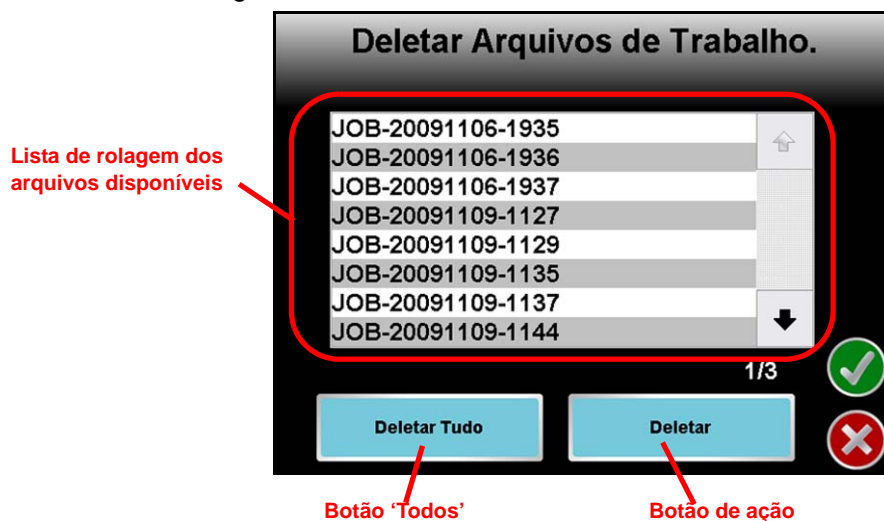 Deletar Arquivos de Trabalho.
Lista de rolagem dos
arquivos disponíveis
JOB-20091106-1935
JOB-20091106-1936
JOB-20091106-1937
JOB-20091109-1127
JOB-20091109-1129
JOB-20091109-1135
JOB-20091109-1137
JOB-20091109-1144
1/3
Deletar Tudo
Deletar
Botão ‘Todos’
Botão de ação